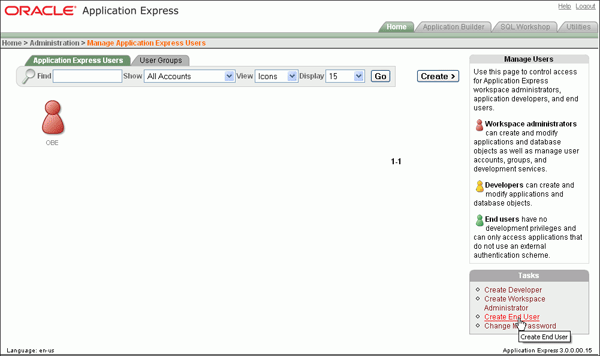 ORACLE Application Express
Help Logout
Home Application Builder SQL Workshop Utilities
Home > Administration > Manage Application Express Users
Application Express Users User Groups
Find Show All Accounts View Icons Display 15 Go Create >
OBE
1-1
Manage Users
Use this page to control access
for Application Express
workspace administrators,
application developers, and end
users.
Workspace administrators
can create and modify
applications and database
objects as well as manage user
accounts, groups, and
development services.
Developers can create and
modify applications and
database objects.
End users have no
development privileges and
can only access applications that
do not use an external
authentication scheme.
Tasks
Create Developer
Create Workspace
Administrator
Create End User
Change Password
Create End User
Language: en-us
Application Express 3.0.0.00.15